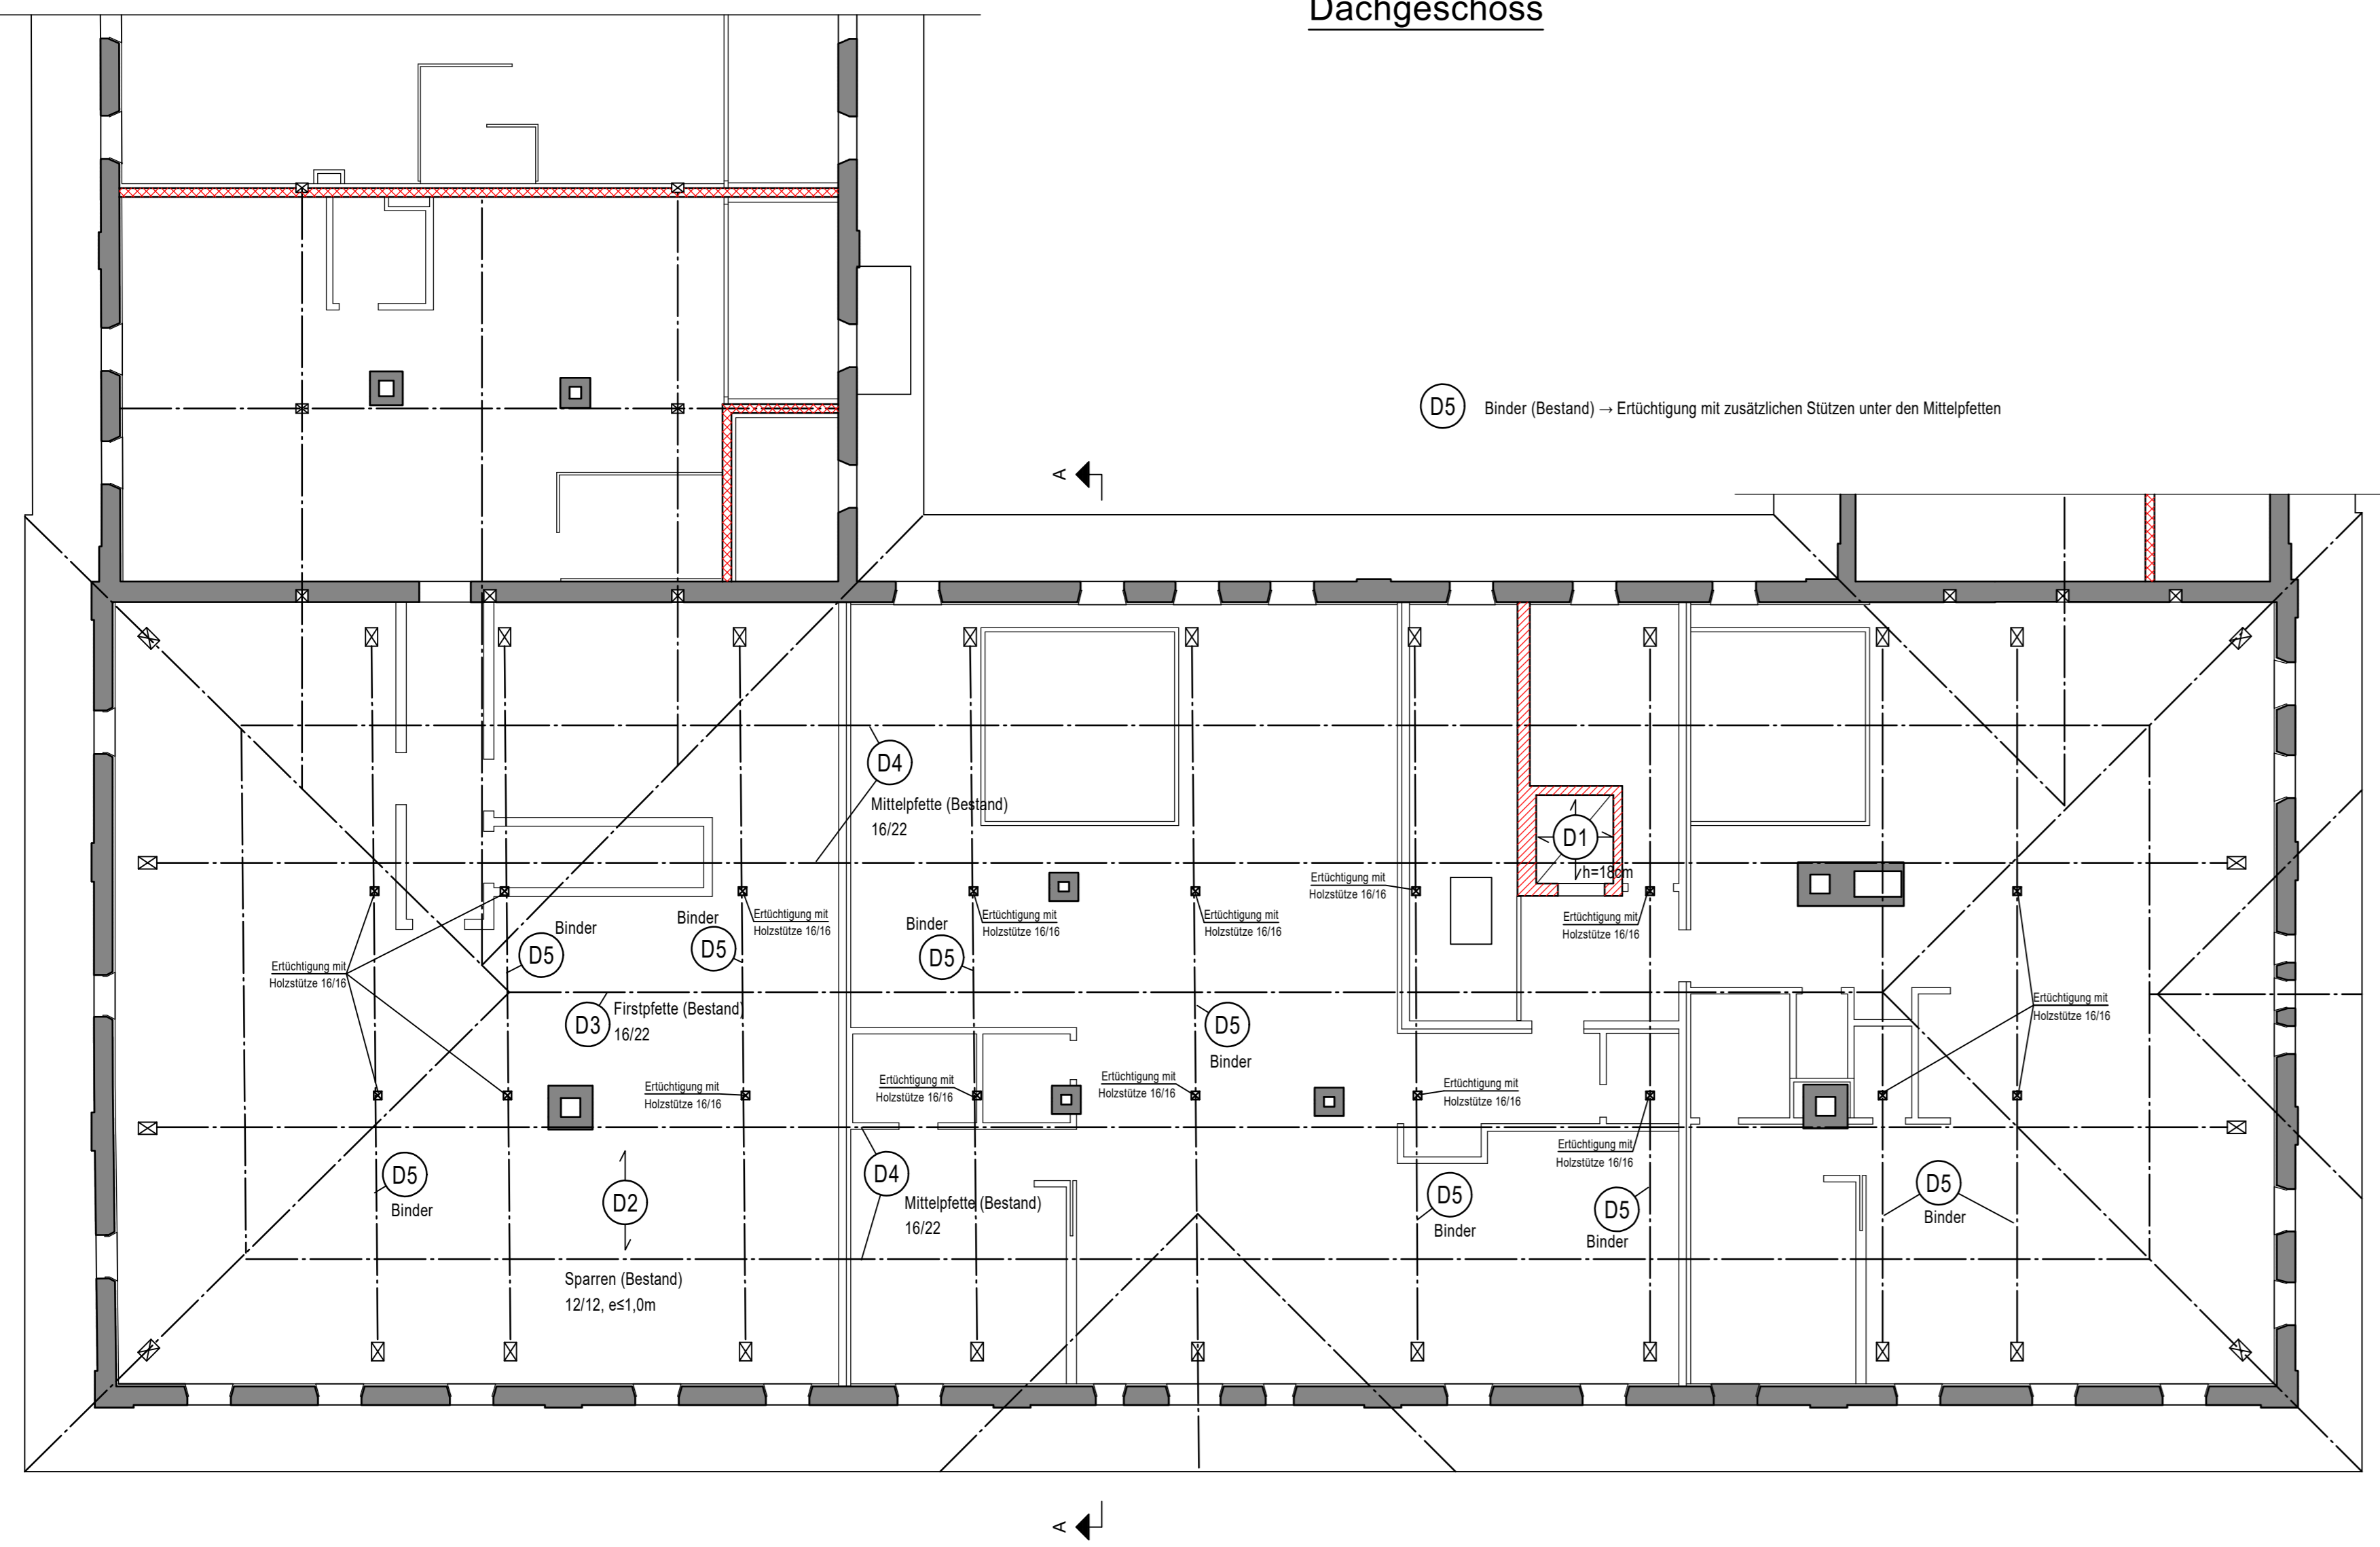 Dachgeschoss
D5
Binder (Bestand) → Ertüchtigung mit zusätzlichen Stützen unter den Mittelpfetten
A
D4
Mittelpfette (Bestand)
16/22
D1
h=18cm
Ertüchtigung mit
Holzstütze 16/16
Binder
D5
Binder
D5
Ertüchtigung mit
Holzstütze 16/16
Binder
D5
Ertüchtigung mit
Holzstütze 16/16
Ertüchtigung mit
Holzstütze 16/16
Ertüchtigung mit
Holzstütze 16/16
Ertüchtigung mit
Holzstütze 16/16
D3
Firstpfette (Bestand)
16/22
D5
Binder
Ertüchtigung mit
Holzstütze 16/16
Ertüchtigung mit
Holzstütze 16/16
Ertüchtigung mit
Holzstütze 16/16
Ertüchtigung mit
Holzstütze 16/16
Ertüchtigung mit
Holzstütze 16/16
Ertüchtigung mit
Holzstütze 16/16
D5
Binder
D2
Sparren (Bestand)
12/12, e≤1,0m
D4
Mittelpfette (Bestand)
16/22
D5
Binder
D5
Binder
D5
Binder
A